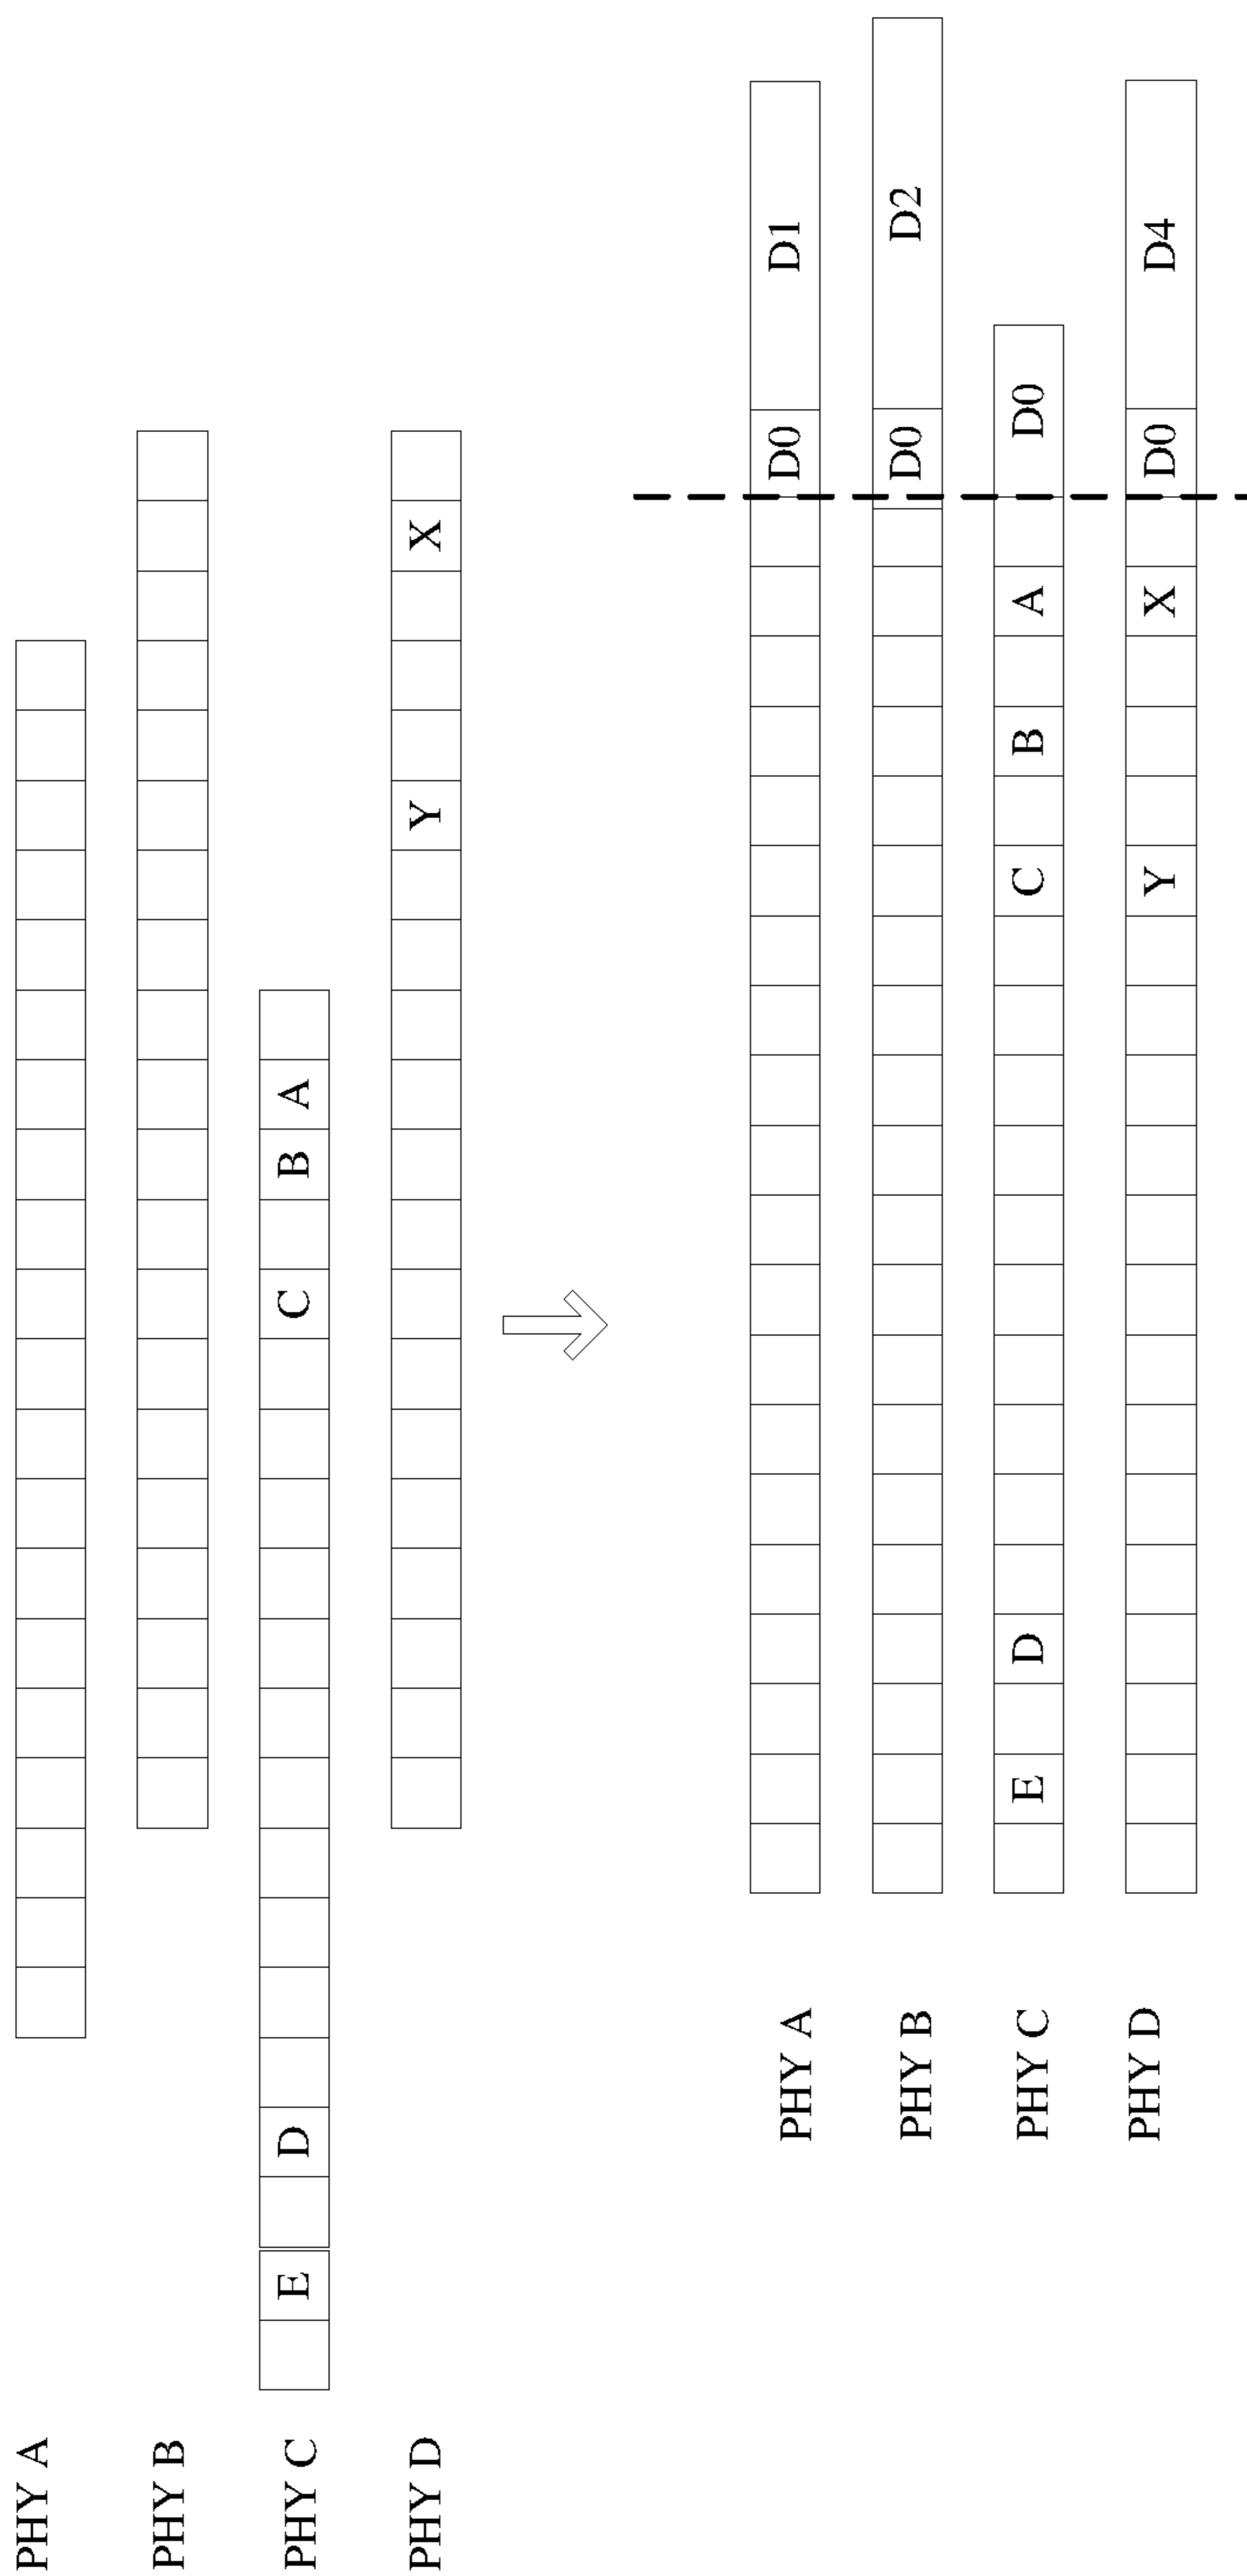 PHY A
PHY B
PHY C E D C B A
PHY D Y X
PHY A D0 D1
PHY B D0 D2
PHY C E D C B A D0
PHY D Y X D0 D4